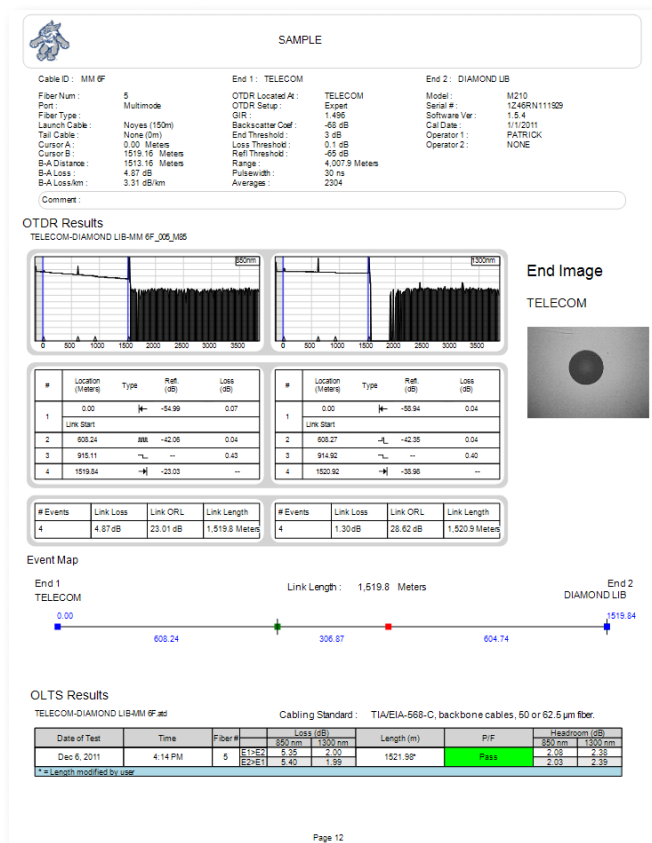 SAMPLE
Cable ID : MM 6F End 1 : TELECOM End 2 : DIAMOND LIB
Fiber Num : 5 OTDR Located At : TELECOM Model : M210
Port : Multimode OTDR Setup : Expert Serial # : 1Z46RN111929
Fiber Type : GIR : 1.496 Software Ver : 1.5.4
Launch Cable : Noyes (150m) Backscatter Coef : -68 dB Cal Date : 1/1/2011
Tail Cable : None (0m) End Threshold : 3 dB Operator 1 : PATRICK
Cursor A : 0.00 Meters Loss Threshold : 0.1 dB Operator 2 : NONE
Cursor B : 1519.16 Meters Refl Threshold : -65 dB
B-A Distance : 1513.16 Meters Range : 4,007.9 Meters
B-A Loss : 4.87 dB Pulsewidth : 30 ns
B-A Loss/km : 3.31 dB/km Averages : 2304
Comment :
OTDR Results
TELECOM-DIAMOND LIB-MM 6F_005_M85
850nm 1300nm
0 500 1000 1500 2000 2500 3000 3500 0 500 1000 1500 2000 2500 3000 3500
End Image
TELECOM
# Location (Meters) Type Refl. (dB) Loss (dB) # Location (Meters) Type Refl. (dB) Loss (dB)
1 0.00 -54.99 0.07 1 0.00 -58.94 0.04
Link Start Link Start
2 608.24 -42.06 0.04 2 608.27 -42.35 0.04
3 915.11 -- 0.43 3 914.92 -- 0.40
4 1519.84 -23.03 -- 4 1520.92 -38.98 --
# Events Link Loss Link ORL Link Length # Events Link Loss Link ORL Link Length
4 4.87 dB 23.01 dB 1,519.8 Meters 4 1.30 dB 28.62 dB 1,520.9 Meters
Event Map
End 1 Link Length : 1,519.8 Meters End 2
TELECOM DIAMOND LIB
0.00 1519.84
608.24 306.87 604.74
OLTS Results
TELECOM-DIAMOND LIB-MM 6F.atd Cabling Standard : TIA/EIA-568-C, backbone cables, 50 or 62.5 µm fiber.
Date of Test Time Fiber # Loss (dB) Length (m) P/F Headroom (dB)
850 nm 1300 nm 850 nm 1300 nm
Dec 6, 2011 4:14 PM 5 E1>E2 5.35 2.00 1521.98* Pass 2.08 2.38
E2>E1 5.40 1.99 2.03 2.39
* = Length modified by user
Page 12